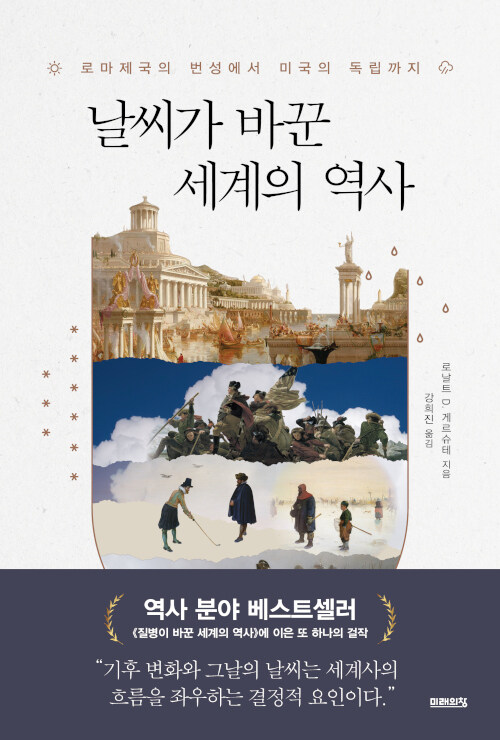 로마제국의 번성에서 미국의 독립까지
날씨가 바꾼
세계의 역사
로날트 D. 게르슈테 지음
강희진 옮김
역사 분야 베스트셀러
《질병이 바꾼 세계의 역사》에 이은 또 하나의 걸작
“기후 변화와 그날의 날씨는 세계사의
흐름을 좌우하는 결정적 요인이다.”
미래의창